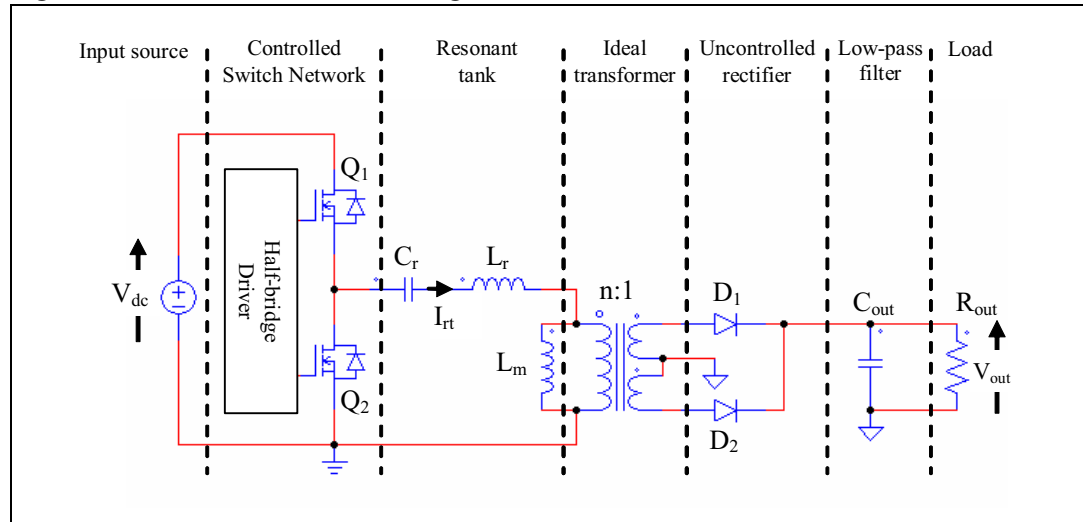 Input source
Controlled
Switch Network
Resonant
tank
Ideal
transformer
Uncontrolled
rectifier
Low-pass
filter
Load
Q1
Half-bridge
Driver
Vdc
Cr
Irt
Lr
n:1
Lm
D1
Cout
Rout
Vout
Q2
D2